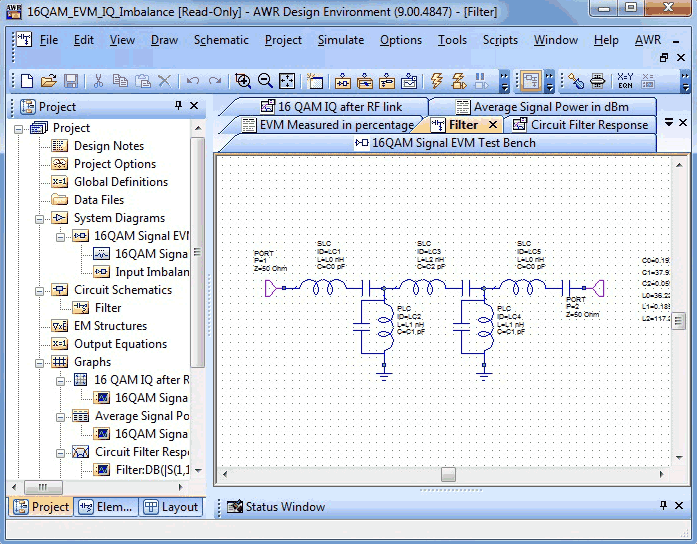 16QAM_EVM_IQ_Imbalance [Read-Only] - AWR Design Environment (9.00.4847) - [Filter]
File Edit View Draw Schematic Project Simulate Options Tools Scripts Window Help AWR
X=Y EQN
Project
16 QAM IQ after RF link
Average Signal Power in dBm
EVM Measured in percentage
Filter
Circuit Filter Response
16QAM Signal EVM Test Bench
Project
Design Notes
Project Options
Global Definitions
Data Files
System Diagrams
16QAM Signal EVM
16QAM Signa
Input Imbalan
Circuit Schematics
Filter
EM Structures
Output Equations
Graphs
16 QAM IQ after R
16QAM Signa
Average Signal Po
16QAM Signa
Circuit Filter Respo
Filter:DB(|S(1,1
PORT
P=1
Z=50 Ohm
SLC
ID=LC1
L=L0 nH
C=C0 pF
SLC
ID=LC3
L=L2 nH
C=C2 pF
SLC
ID=LC5
L=L0 nH
C=C0 pF
PLC
ID=LC2
L=L1 nH
C=C1 pF
PLC
ID=LC4
L=L1 nH
C=C1 pF
PORT
P=2
Z=50 Ohm
C0=0.19
C1=37.9
C2=0.05
L0=36.2
L1=0.18
L2=117.2
Project Elem... Layout
Status Window